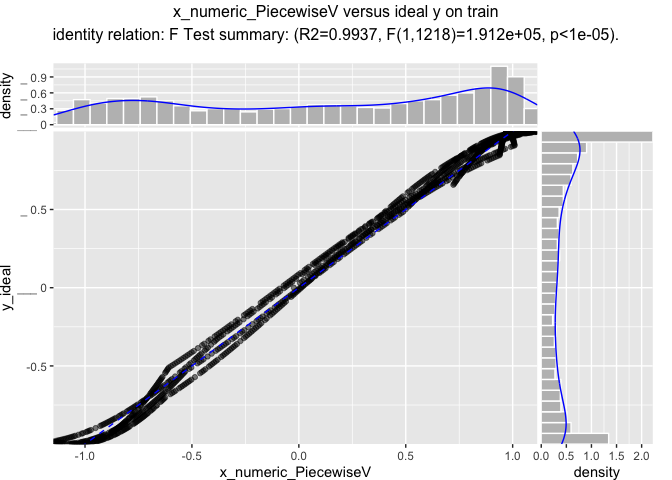 x_numeric_PiecewiseV versus ideal y on train
identity relation: F Test summary: (R2=0.9937, F(1,1218)=1.912e+05, p<1e-05).
density
0.9
0.6
0.3
0
y_ideal
0.5
0
-0.5
-1.0 -0.5 0.0 0.5 1.0
x_numeric_PiecewiseV
0.0 0.5 1.0 1.5 2.0
density